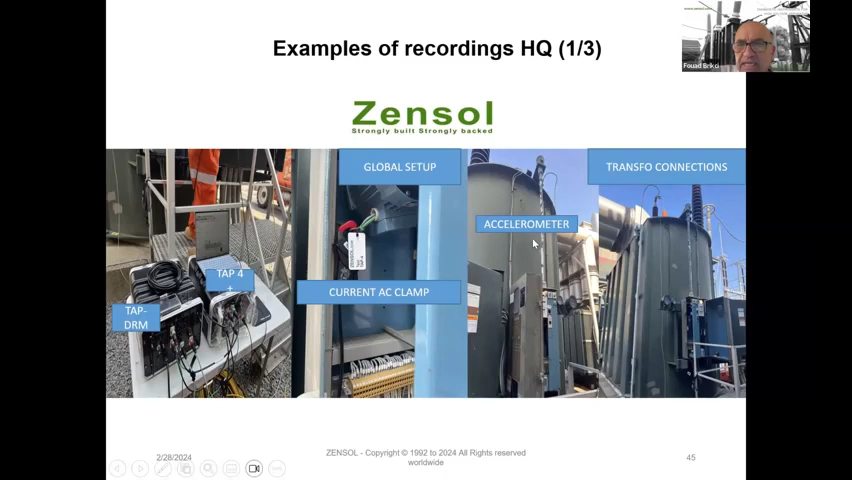 Examples of recordings HQ (1/3)
Fouad Brikci
Zensol
Strongly built Strongly backed
GLOBAL SETUP
TRANSFO CONNECTIONS
ACCELEROMETER
TAP 4
+
CURRENT AC CLAMP
TAP-
DRM
2/28/2024
ZENSOL - Copyright © 1992 to 2024 All Rights reserved
worldwide
45